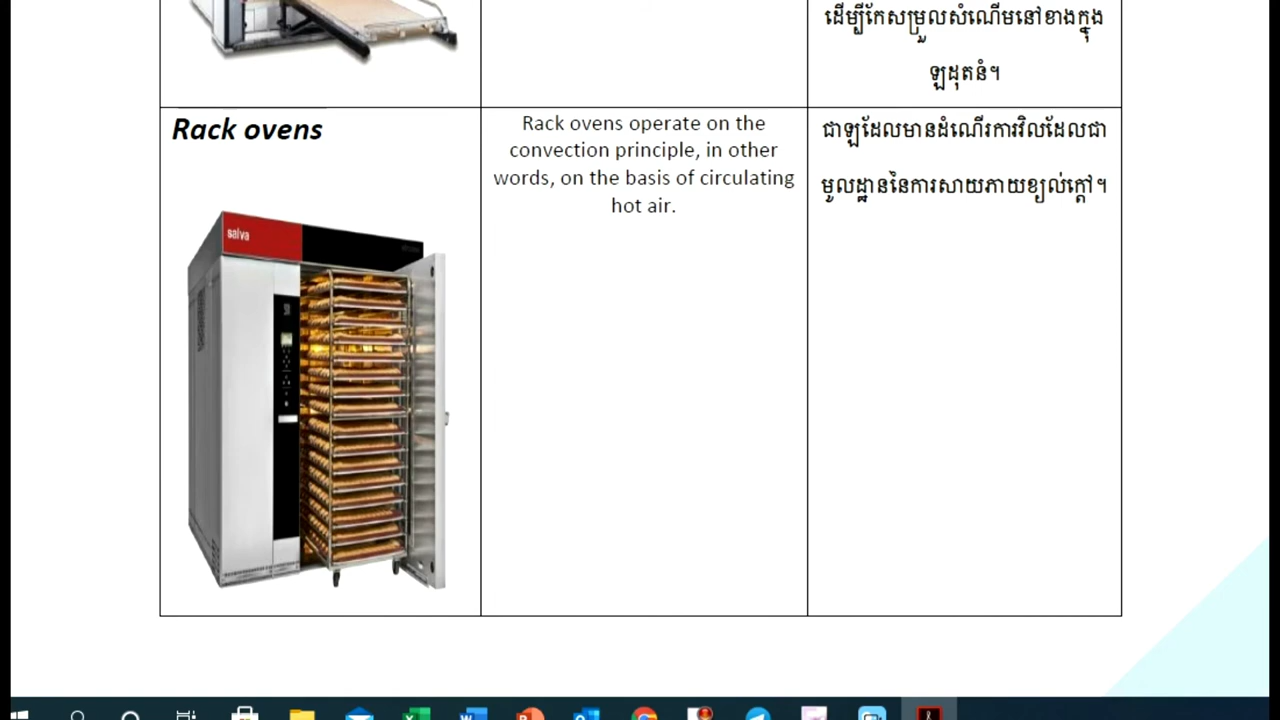 ដើម្បីកែសម្រួលសំណើមនៅខាងក្នុង
ឡដុតនំ។
Rack ovens
Rack ovens operate on the
convection principle, in other
words, on the basis of circulating
hot air.
ជាឡដែលមានដំណើរការវិលដែលជា
មូលដ្ឋាននៃការសាយភាយខ្យល់ក្តៅ។
salva